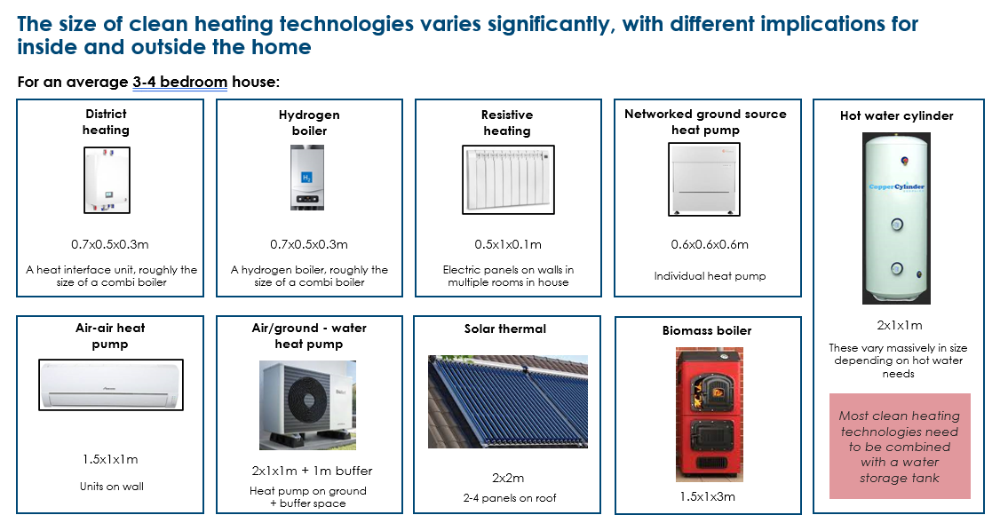 The size of clean heating technologies varies significantly, with different implications for
inside and outside the home
For an average 3-4 bedroom house:
District
heating
0.7x0.5x0.3m
A heat interface unit, roughly the
size of a combi boiler
Hydrogen
boiler
H2
0.7x0.5x0.3m
A hydrogen boiler, roughly the
size of a combi boiler
Resistive
heating
0.5x1x0.1m
Electric panels on walls in
multiple rooms in house
Networked ground source
heat pump
0.6x0.6x0.6m
Individual heat pump
Hot water cylinder
CopperCylinder
2x1x1m
These vary massively in size
depending on hot water
needs
Most clean heating
technologies need
to be combined
with a water
storage tank
Air-air heat
pump
1.5x1x1m
Units on wall
Air/ground - water
heat pump
2x1x1m + 1m buffer
Heat pump on ground
+ buffer space
Solar thermal
2x2m
2-4 panels on roof
Biomass boiler
1.5x1x3m